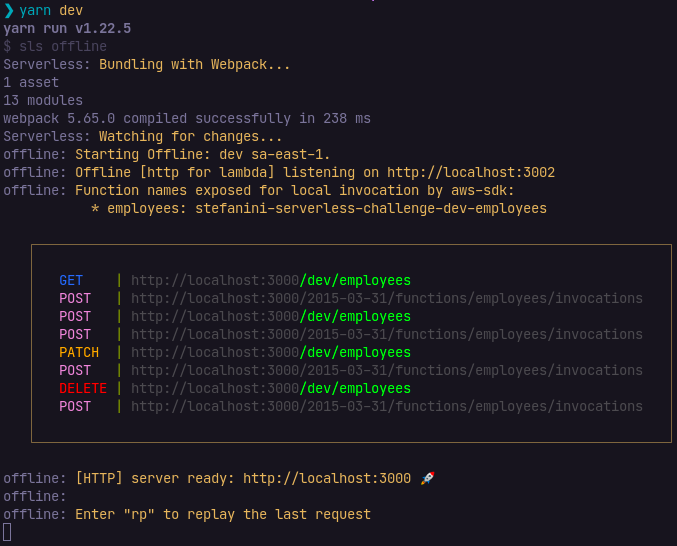 ❯ yarn dev
yarn run v1.22.5
$ sls offline
Serverless: Bundling with Webpack...
1 asset
13 modules
webpack 5.65.0 compiled successfully in 238 ms
Serverless: Watching for changes...
offline: Starting Offline: dev sa-east-1.
offline: Offline [http for lambda] listening on http://localhost:3002
offline: Function names exposed for local invocation by aws-sdk:
* employees: stefanini-serverless-challenge-dev-employees
GET | http://localhost:3000/dev/employees
POST | http://localhost:3000/2015-03-31/functions/employees/invocations
POST | http://localhost:3000/dev/employees
POST | http://localhost:3000/2015-03-31/functions/employees/invocations
PATCH | http://localhost:3000/dev/employees
POST | http://localhost:3000/2015-03-31/functions/employees/invocations
DELETE | http://localhost:3000/dev/employees
POST | http://localhost:3000/2015-03-31/functions/employees/invocations
offline: [HTTP] server ready: http://localhost:3000 🚀
offline:
offline: Enter "rp" to replay the last request